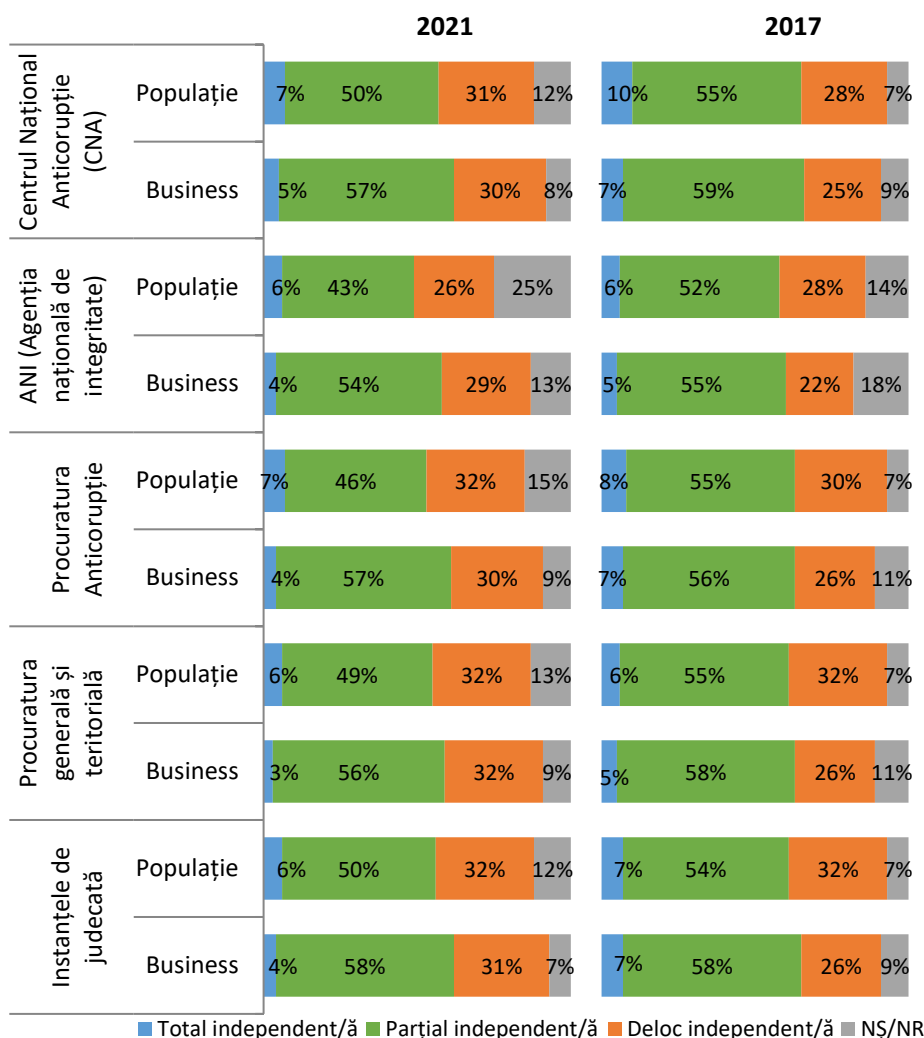 2021 2017
Centrul Național
Anticorupție
(CNA)
Populație 7% 50% 31% 12% 10% 55% 28% 7%
Business 5% 57% 30% 8% 7% 59% 25% 9%
ANI (Agenția
națională de
integritate)
Populație 6% 43% 26% 25% 6% 52% 28% 14%
Business 4% 54% 29% 13% 5% 55% 22% 18%
Procuratura
Anticorupție
Populație 7% 46% 32% 15% 8% 55% 30% 7%
Business 4% 57% 30% 9% 7% 56% 26% 11%
Procuratura
generală și
teritorială
Populație 6% 49% 32% 13% 6% 55% 32% 7%
Business 3% 56% 32% 9% 5% 58% 26% 11%
Instanțele de
judecată
Populație 6% 50% 32% 12% 7% 54% 32% 7%
Business 4% 58% 31% 7% 7% 58% 26% 9%
Total independent/ă Parțial independent/ă Deloc independent/ă NȘ/NR